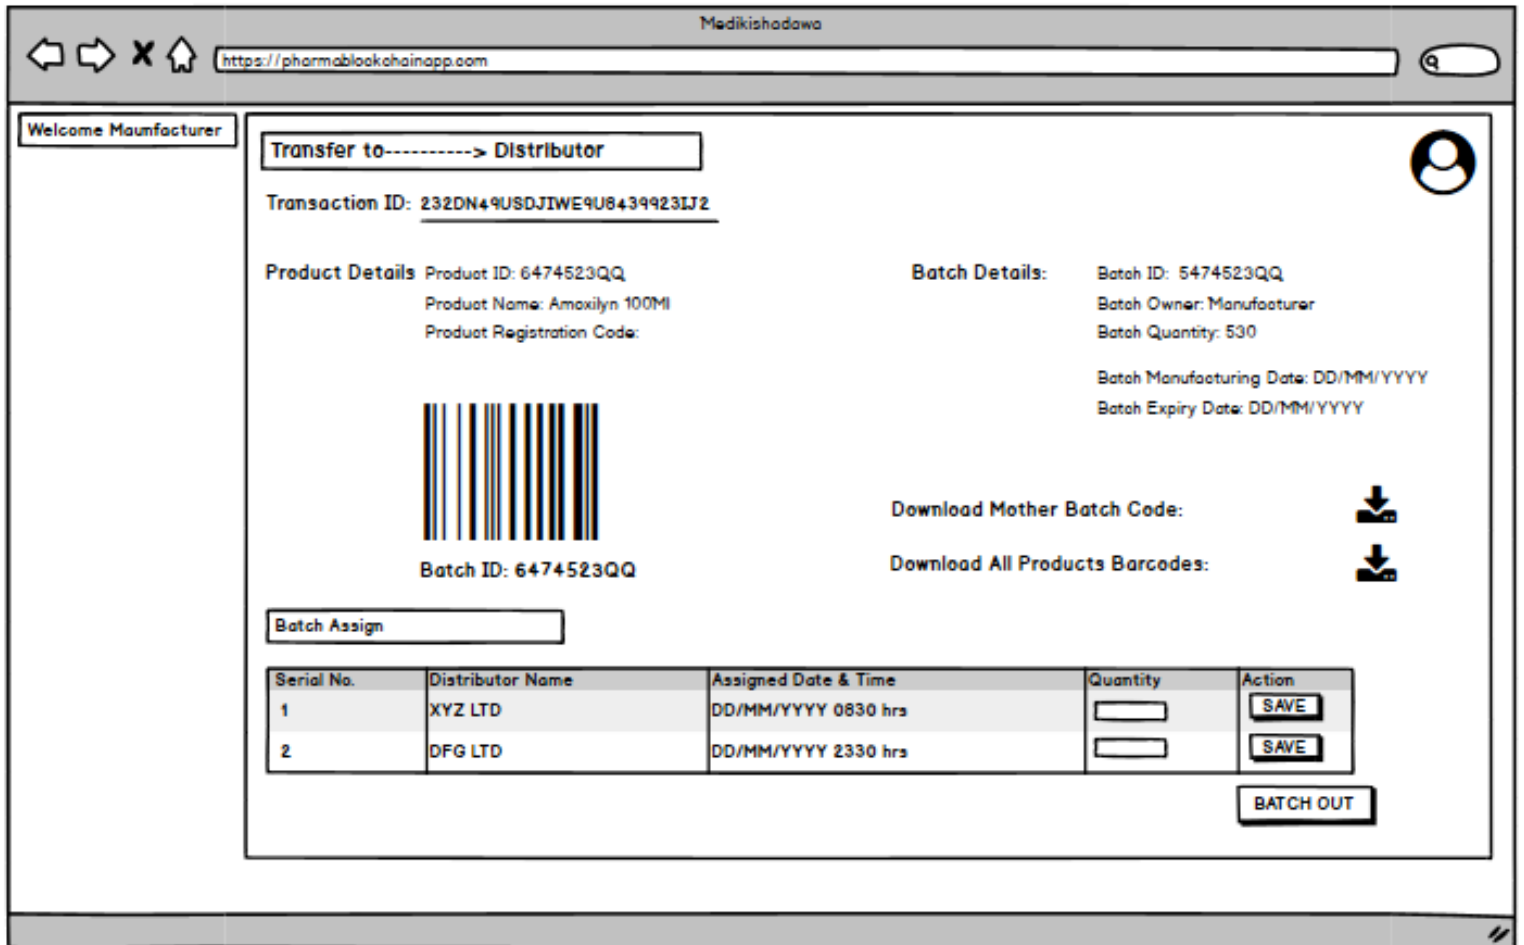 Medikishadawa
https://pharmablockchainapp.com
Welcome Maunfacturer
Transfer to----------> Distributor
Transaction ID: 232DN49USDJIWE9U8439923IJ2
Product Details Product ID: 6474523QQ
Product Name: Amoxilyn 100Ml
Product Registration Code:
Batch Details: Batch ID: 5474523QQ
Batch Owner: Manufacturer
Batch Quantity: 530
Batch Manufacturing Date: DD/MM/YYYY
Batch Expiry Date: DD/MM/YYYY
Batch ID: 6474523QQ
Download Mother Batch Code:
Download All Products Barcodes:
Batch Assign
Serial No. Distributor Name Assigned Date & Time Quantity Action
1 XYZ LTD DD/MM/YYYY 0830 hrs SAVE
2 DFG LTD DD/MM/YYYY 2330 hrs SAVE
BATCH OUT